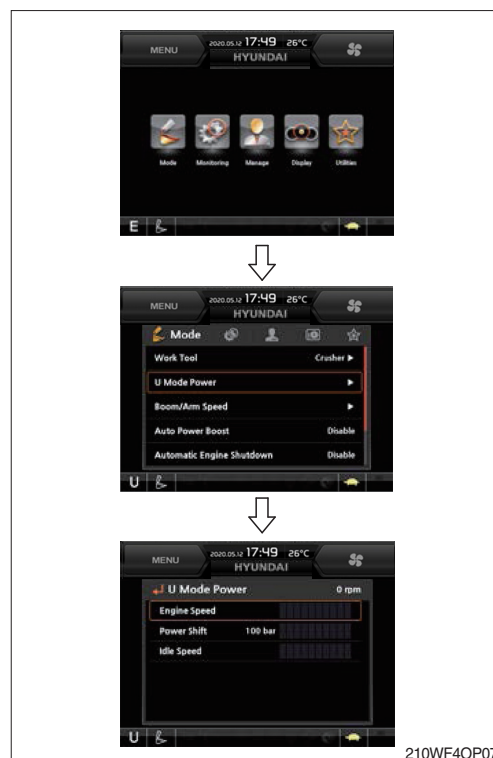 MENU
2020.05.12 17:49 26°C
HYUNDAI
Mode Monitoring Manage Display Utilities
E
MENU
2020.05.12 17:49 26°C
HYUNDAI
Mode
Work Tool Crusher ▶
U Mode Power ▶
Boom/Arm Speed ▶
Auto Power Boost Disable
Automatic Engine Shutdown Disable
U
MENU
2020.05.12 17:49 26°C
HYUNDAI
U Mode Power 0 rpm
Engine Speed
Power Shift 100 bar
Idle Speed
U
210WF4OP07